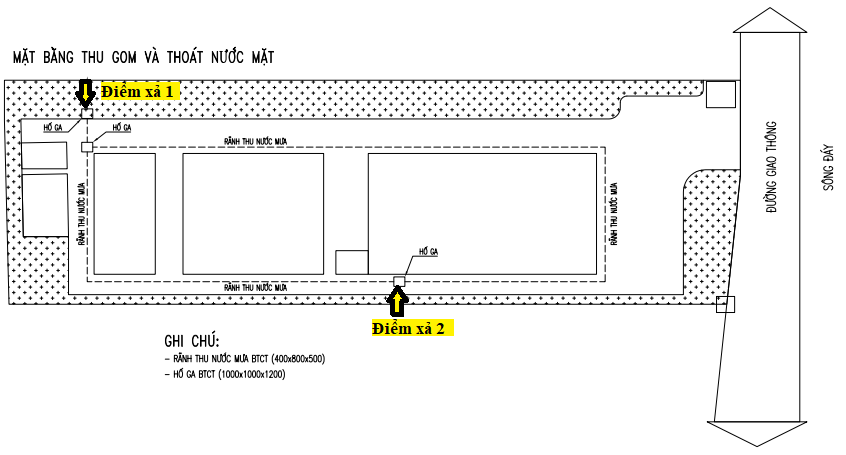 MẶT BẰNG THU GOM VÀ THOÁT NƯỚC MẶT
Điểm xả 1
HỐ GA
HỐ GA
RÃNH THU NƯỚC MƯA
RÃNH THU NƯỚC MƯA
RÃNH THU NƯỚC MƯA
ĐƯỜNG GIAO THÔNG
SÔNG ĐÁY
HỐ GA
RÃNH THU NƯỚC MƯA
Điểm xả 2
GHI CHÚ:
- RÃNH THU NƯỚC MƯA BTCT (400x800x500)
- HỐ GA BTCT (1000x1000x1200)